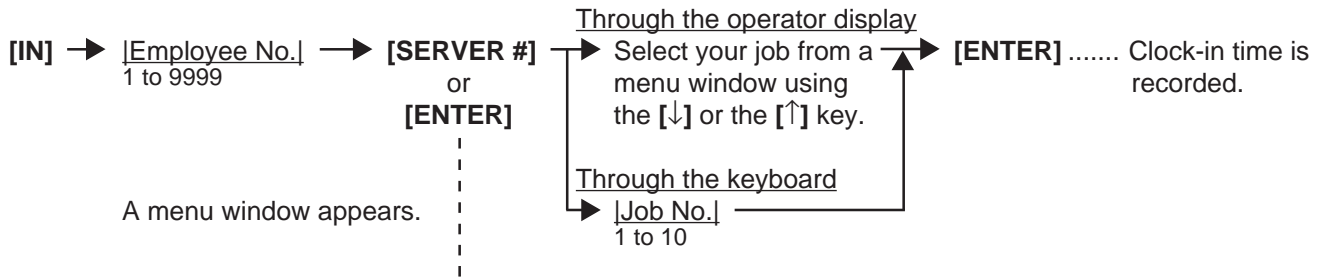 Through the operator display
[IN] |Employee No.| [SERVER #] Select your job from a [ENTER] ....... Clock-in time is
1 to 9999 or menu window using recorded.
[ENTER] the [↓] or the [↑] key.
Through the keyboard
A menu window appears. |Job No.|
1 to 10